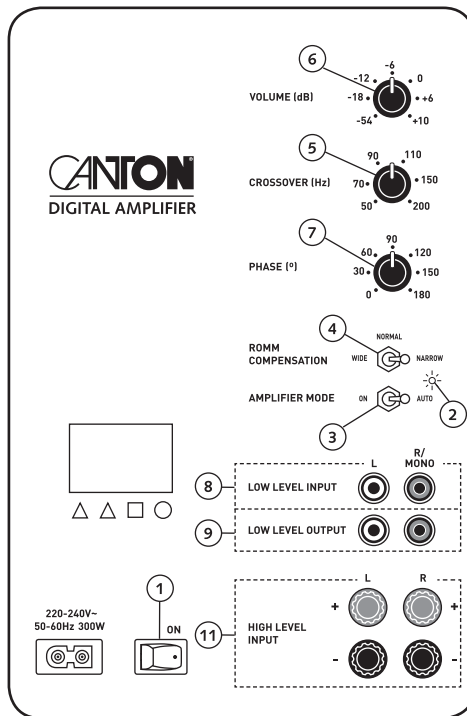 6
-6
-12 0
VOLUME (dB) -18 +6
-54 +10
5
90 110
CROSSOVER (Hz) 70 150
50 200
CANTON®
DIGITAL AMPLIFIER
7
90
60 120
PHASE (º) 30 150
0 180
4
NORMAL
ROMM
COMPENSATION
WIDE NARROW
AMPLIFIER MODE ON AUTO
3 2
L R/
MONO
8 LOW LEVEL INPUT
9 LOW LEVEL OUTPUT
1
220-240V~
50-60Hz 300W
ON
L R
11 HIGH LEVEL
INPUT
+ +
- -